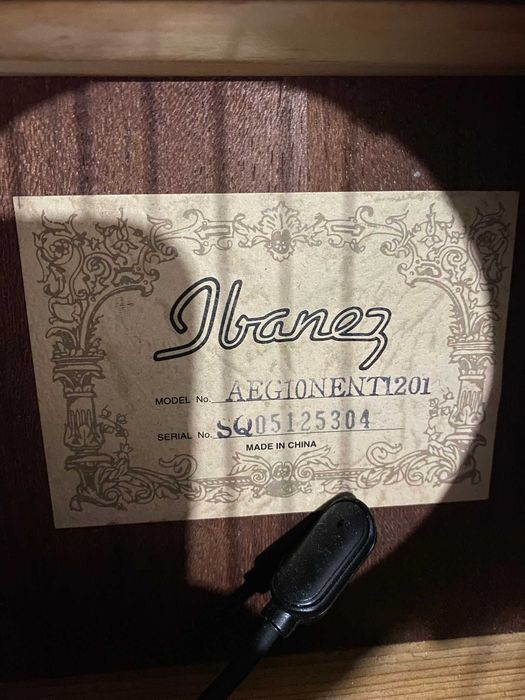 Ibanez
MODEL No. AEG10NENT1201
SERIAL No. SQ05125304
MADE IN CHINA